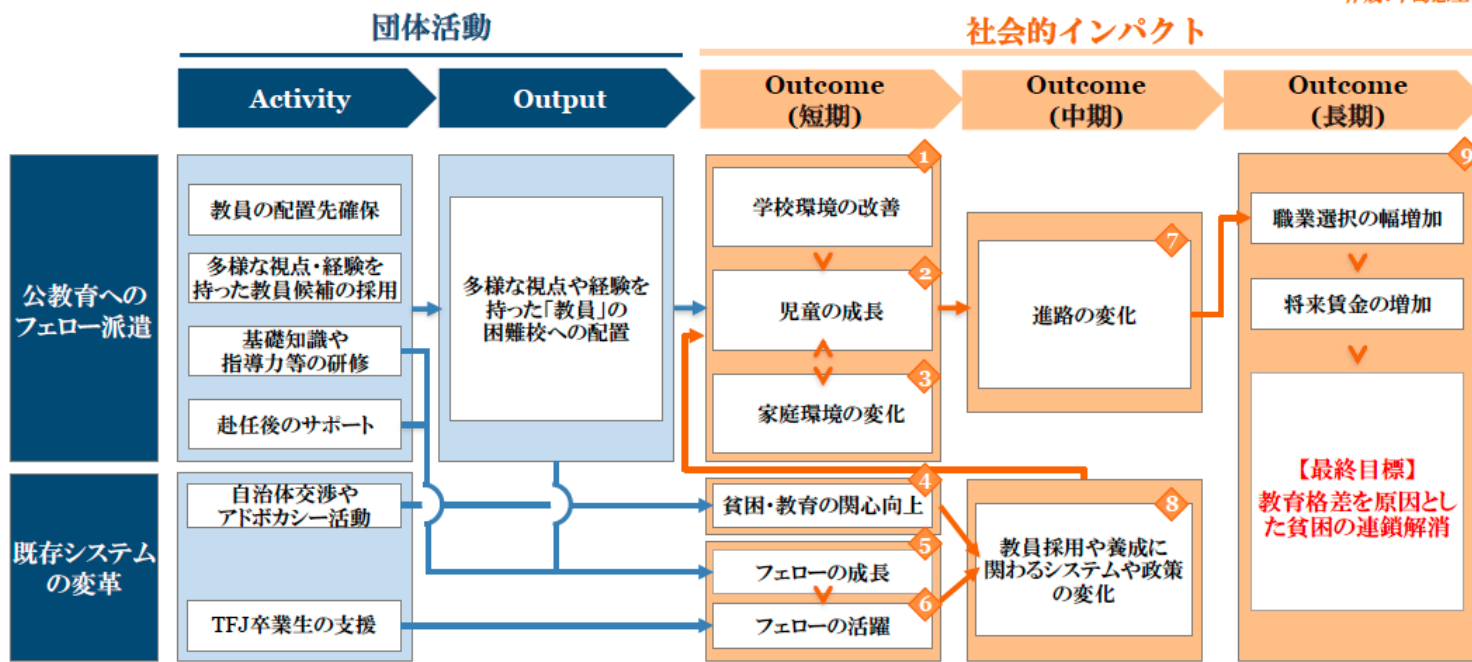 団体活動
社会的インパクト
Activity
Output
Outcome
(短期)
Outcome
(中期)
Outcome
(長期)
公教育への
フェロー派遣
教員の配置先確保
多様な視点・経験を
持った教員候補の採用
基礎知識や
指導力等の研修
赴任後のサポート
多様な視点や経験を
持った「教員」の
困難校への配置
1
学校環境の改善
2
児童の成長
3
家庭環境の変化
7
進路の変化
9
職業選択の幅増加
将来賃金の増加
【最終目標】
教育格差を原因とし
た貧困の連鎖解消
既存システム
の変革
自治体交渉や
アドボカシー活動
TFJ卒業生の支援
4
貧困・教育の関心向上
5
フェローの成長
6
フェローの活躍
8
教員採用や養成に
関わるシステムや政策
の変化